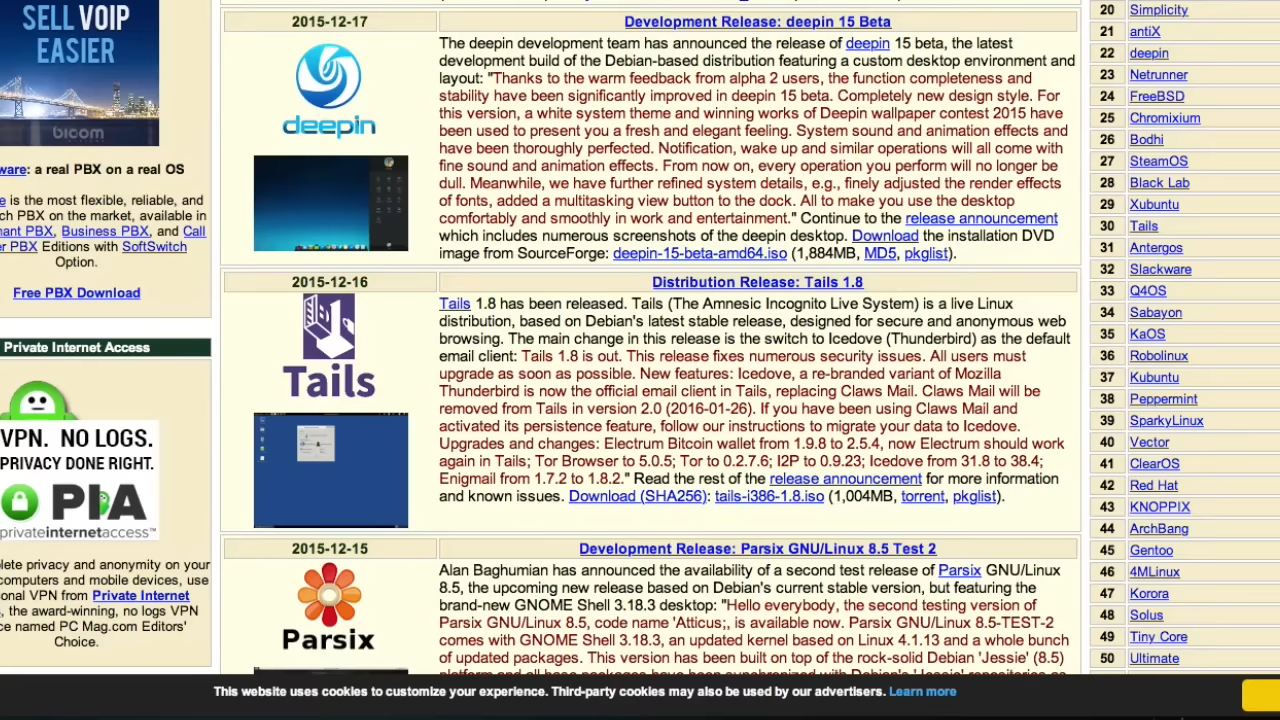 SELL VOIP
EASIER
bicom
ware: a real PBX on a real OS
e is the most flexible, reliable, and
ch PBX on the market, available in
nant PBX, Business PBX, and Call
er PBX Editions with SoftSwitch
Option.
Free PBX Download
Private Internet Access
VPN. NO LOGS.
PRIVACY DONE RIGHT.
PIA
privateinternetaccess™
lete privacy and anonymity on your
computers and mobile devices, use
onal VPN from Private Internet
s, the award-winning, no logs VPN
ce named PC Mag.com Editors'
Choice.
2015-12-17
Development Release: deepin 15 Beta
deepin
The deepin development team has announced the release of deepin 15 beta, the latest
development build of the Debian-based distribution featuring a custom desktop environment and
layout: "Thanks to the warm feedback from alpha 2 users, the function completeness and
stability have been significantly improved in deepin 15 beta. Completely new design style. For
this version, a white system theme and winning works of Deepin wallpaper contest 2015 have
been used to present you a fresh and elegant feeling. System sound and animation effects and
have been thoroughly perfected. Notification, wake up and similar operations will all come with
fine sound and animation effects. From now on, every operation you perform will no longer be
dull. Meanwhile, we have further refined system details, e.g., finely adjusted the render effects
of fonts, added a multitasking view button to the dock. All to make you use the desktop
comfortably and smoothly in work and entertainment." Continue to the release announcement
which includes numerous screenshots of the deepin desktop. Download the installation DVD
image from SourceForge: deepin-15-beta-amd64.iso (1,884MB, MD5, pkglist).
2015-12-16
Distribution Release: Tails 1.8
Tails
Tails 1.8 has been released. Tails (The Amnesic Incognito Live System) is a live Linux
distribution, based on Debian's latest stable release, designed for secure and anonymous web
browsing. The main change in this release is the switch to Icedove (Thunderbird) as the default
email client: Tails 1.8 is out. This release fixes numerous security issues. All users must
upgrade as soon as possible. New features: Icedove, a re-branded variant of Mozilla
Thunderbird is now the official email client in Tails, replacing Claws Mail. Claws Mail will be
removed from Tails in version 2.0 (2016-01-26). If you have been using Claws Mail and
activated its persistence feature, follow our instructions to migrate your data to Icedove.
Upgrades and changes: Electrum Bitcoin wallet from 1.9.8 to 2.5.4, now Electrum should work
again in Tails; Tor Browser to 5.0.5; Tor to 0.2.7.6; I2P to 0.9.23; Icedove from 31.8 to 38.4;
Enigmail from 1.7.2 to 1.8.2." Read the rest of the release announcement for more information
and known issues. Download (SHA256): tails-i386-1.8.iso (1,004MB, torrent, pkglist).
2015-12-15
Development Release: Parsix GNU/Linux 8.5 Test 2
Parsix
Alan Baghumian has announced the availability of a second test release of Parsix GNU/Linux
8.5, the upcoming new release based on Debian's current stable version, but featuring the
brand-new GNOME Shell 3.18.3 desktop: "Hello everybody, the second testing version of
Parsix GNU/Linux 8.5, code name 'Atticus;, is available now. Parsix GNU/Linux 8.5-TEST-2
comes with GNOME Shell 3.18.3, an updated kernel based on Linux 4.1.13 and a whole bunch
of updated packages. This version has been built on top of the rock-solid Debian 'Jessie' (8.5)
20 Simplicity
21 antiX
22 deepin
23 Netrunner
24 FreeBSD
25 Chromixium
26 Bodhi
27 SteamOS
28 Black Lab
29 Xubuntu
30 Tails
31 Antergos
32 Slackware
33 Q4OS
34 Sabayon
35 KaOS
36 Robolinux
37 Kubuntu
38 Peppermint
39 SparkyLinux
40 Vector
41 ClearOS
42 Red Hat
43 KNOPPIX
44 ArchBang
45 Gentoo
46 4MLinux
47 Korora
48 Solus
49 Tiny Core
50 Ultimate
This website uses cookies to customize your experience. Third-party cookies may also be used by our advertisers. Learn more